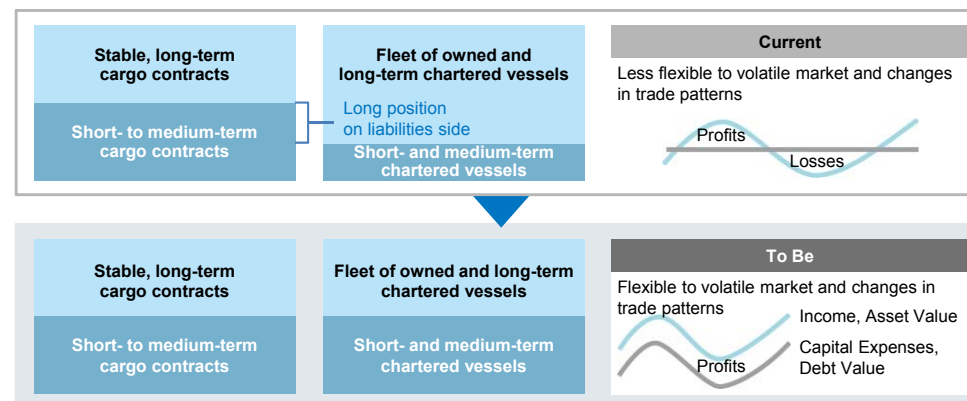 Stable, long-term
cargo contracts
Short- to medium-term
cargo contracts
Fleet of owned and
long-term chartered vessels
Long position
on liabilities side
Short- and medium-term
chartered vessels
Current
Less flexible to volatile market and changes
in trade patterns
Profits
Losses
Stable, long-term
cargo contracts
Short- to medium-term
cargo contracts
Fleet of owned and long-term
chartered vessels
Short- and medium-term
chartered vessels
To Be
Flexible to volatile market and changes in
trade patterns
Income, Asset Value
Capital Expenses,
Debt Value
Profits